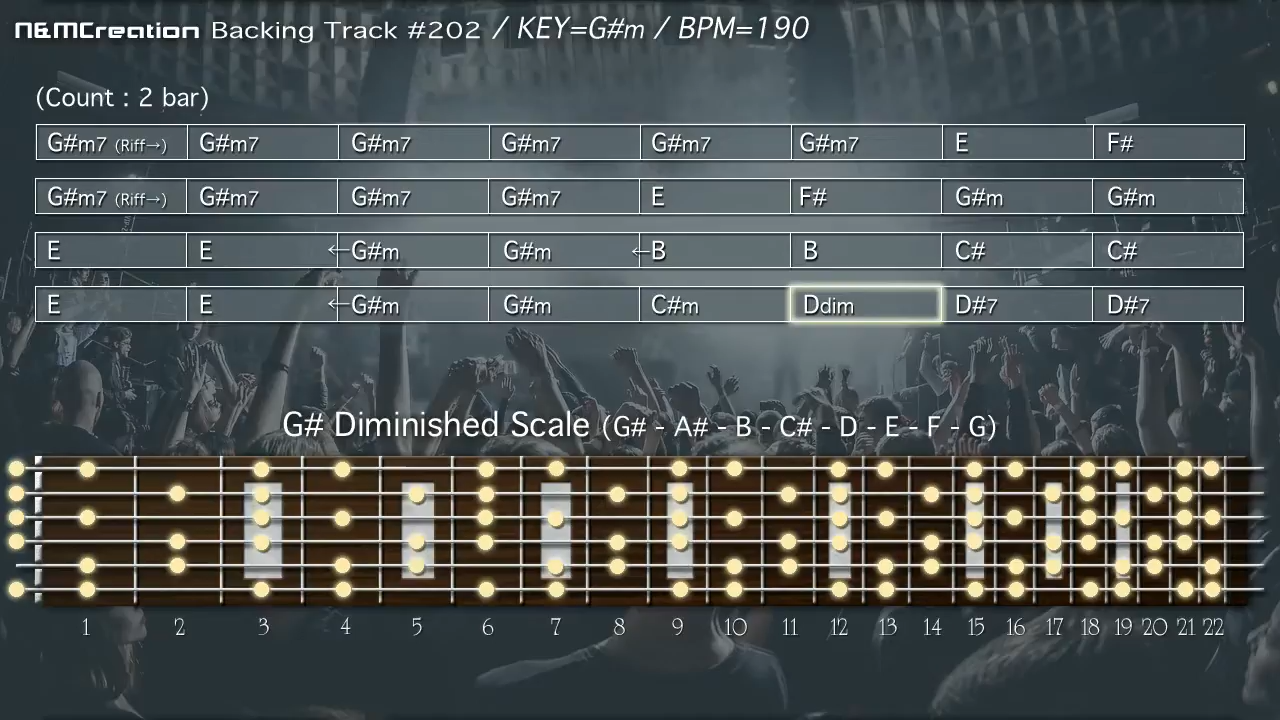 N&MCreation Backing Track #202 / KEY=G#m / BPM=190
(Count : 2 bar)
G#m7 (Riff→) G#m7 G#m7 G#m7 G#m7 G#m7 E F#
G#m7 (Riff→) G#m7 G#m7 G#m7 E F# G#m G#m
E E ←G#m G#m ←B B C# C#
E E ←G#m G#m C#m Ddim D#7 D#7
G# Diminished Scale (G# - A# - B - C# - D - E - F - G)
1 2 3 4 5 6 7 8 9 10 11 12 13 14 15 16 17 18 19 20 21 22